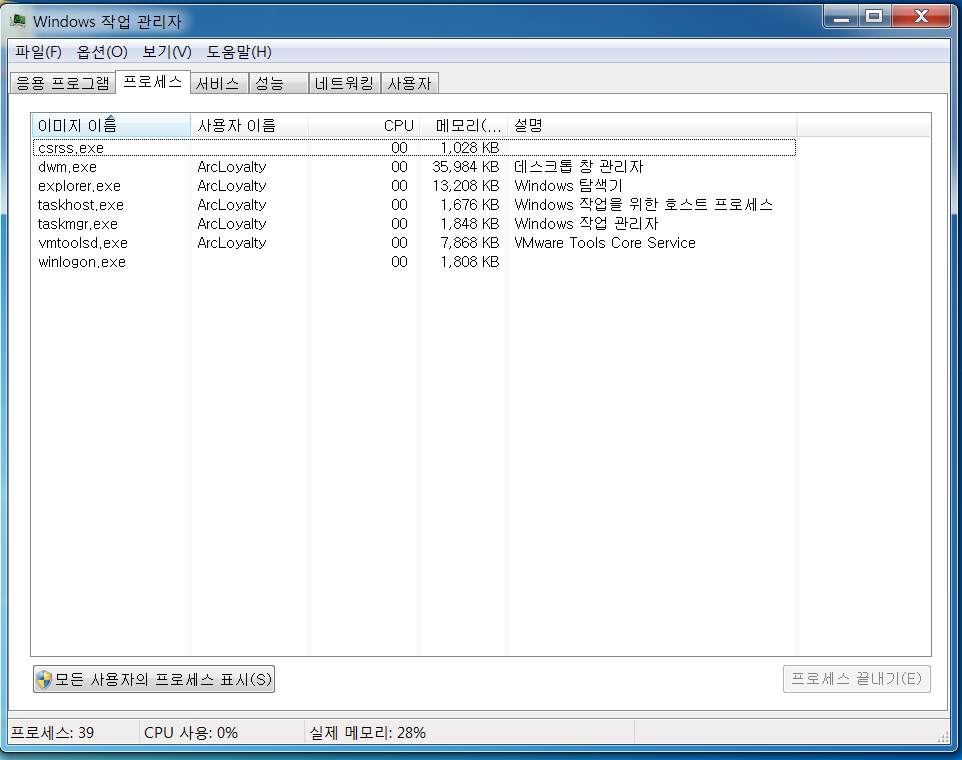 Windows 작업 관리자
파일(F) 옵션(O) 보기(V) 도움말(H)
응용 프로그램 프로세스 서비스 성능 네트워킹 사용자
이미지 이름 사용자 이름 CPU 메모리(... 설명
csrss.exe 00 1,028 KB
dwm.exe ArcLoyalty 00 35,984 KB 데스크톱 창 관리자
explorer.exe ArcLoyalty 00 13,208 KB Windows 탐색기
taskhost.exe ArcLoyalty 00 1,676 KB Windows 작업을 위한 호스트 프로세스
taskmgr.exe ArcLoyalty 00 1,848 KB Windows 작업 관리자
vmtoolsd.exe ArcLoyalty 00 7,868 KB VMware Tools Core Service
winlogon.exe 00 1,808 KB
모든 사용자의 프로세스 표시(S) 프로세스 끝내기(E)
프로세스: 39 CPU 사용: 0% 실제 메모리: 28%